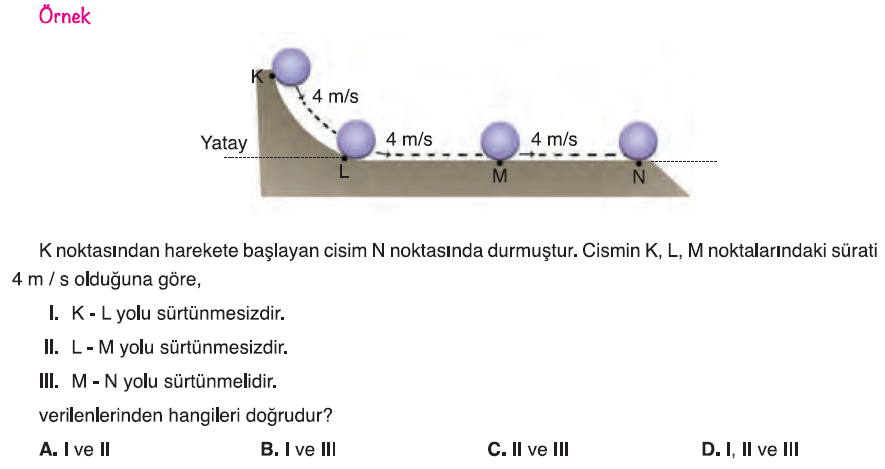 Örnek
K
4 m/s
Yatay
4 m/s
4 m/s
L
M
N
K noktasından harekete başlayan cisim N noktasında durmuştur. Cismin K, L, M noktalarındaki sürati
4 m / s olduğuna göre,
I. K - L yolu sürtünmesizdir.
II. L - M yolu sürtünmesizdir.
III. M - N yolu sürtünmelidir.
verilenlerinden hangileri doğrudur?
A. I ve II B. I ve III C. II ve III D. I, II ve III